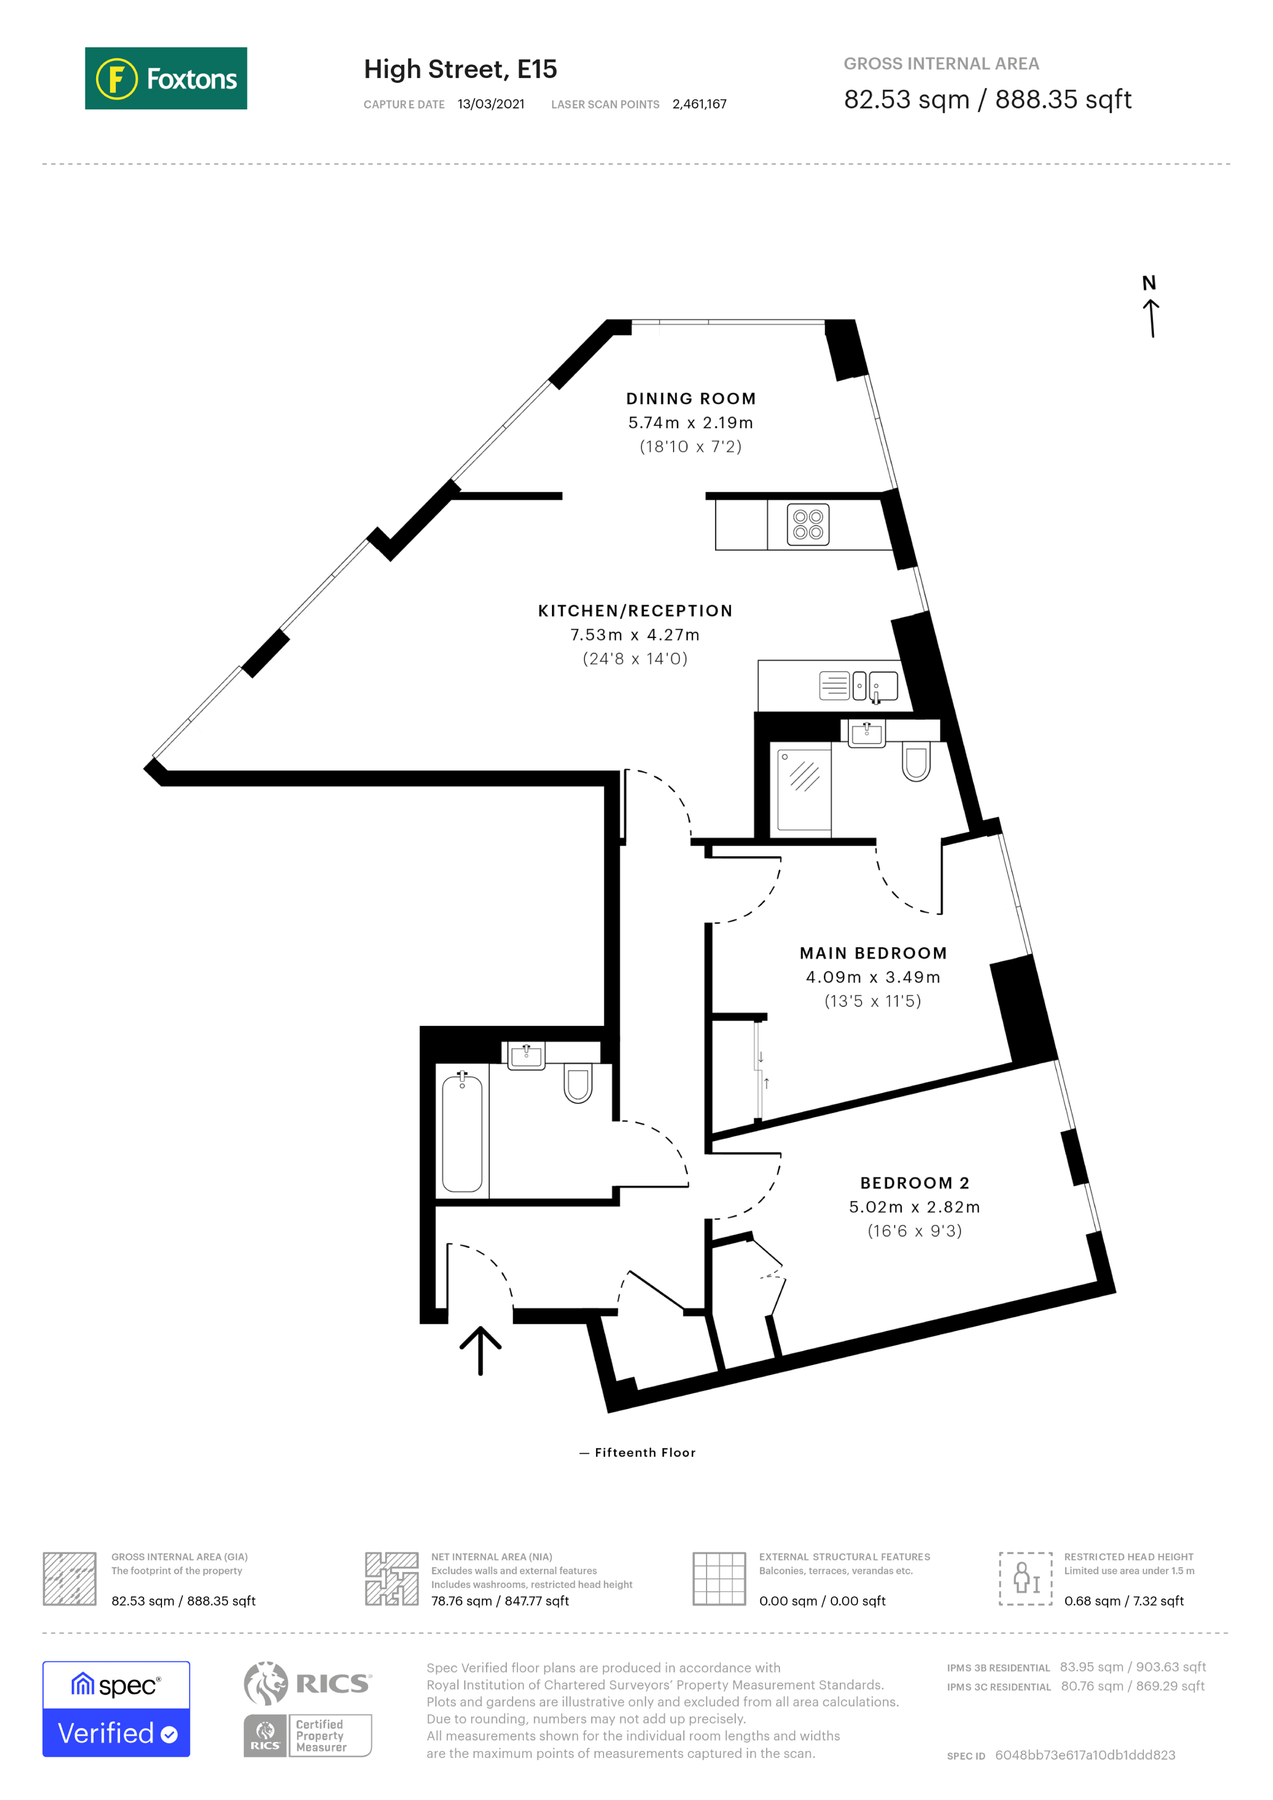 Foxtons
High Street, E15
CAPTURE DATE 13/03/2021 LASER SCAN POINTS 2,461,167
GROSS INTERNAL AREA
82.53 sqm / 888.35 sqft
N
DINING ROOM
5.74m x 2.19m
(18'10 x 7'2)
KITCHEN/RECEPTION
7.53m x 4.27m
(24'8 x 14'0)
MAIN BEDROOM
4.09m x 3.49m
(13'5 x 11'5)
BEDROOM 2
5.02m x 2.82m
(16'6 x 9'3)
— Fifteenth Floor
GROSS INTERNAL AREA (GIA)
The footprint of the property
82.53 sqm / 888.35 sqft
NET INTERNAL AREA (NIA)
Excludes walls and external features
Includes washrooms, restricted head height
78.76 sqm / 847.77 sqft
EXTERNAL STRUCTURAL FEATURES
Balconies, terraces, verandas etc.
0.00 sqm / 0.00 sqft
RESTRICTED HEAD HEIGHT
Limited use area under 1.5 m
0.68 sqm / 7.32 sqft
spec®
Verified
RICS
RICS
Certified
Property
Measurer
Spec Verified floor plans are produced in accordance with
Royal Institution of Chartered Surveyors' Property Measurement Standards.
Plots and gardens are illustrative only and excluded from all area calculations.
Due to rounding, numbers may not add up precisely.
All measurements shown for the individual room lengths and widths
are the maximum points of measurements captured in the scan.
IPMS 3B RESIDENTIAL 83.95 sqm / 903.63 sqft
IPMS 3C RESIDENTIAL 80.76 sqm / 869.29 sqft
SPEC ID 6048bb73e617a10db1ddd823